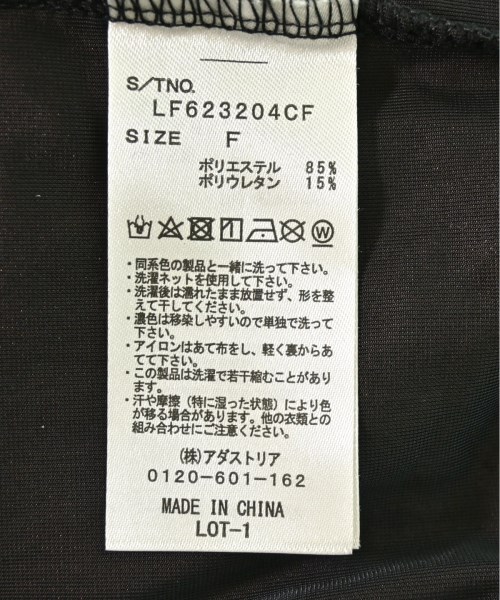 S/TNO.
LF623204CF
SIZE F
ポリエステル 85%
ポリウレタン 15%
W
・同系色の製品と一緒に洗って下さい。
・洗濯ネットを使用して下さい。
・洗濯後は濡れたまま放置せず、形を整
えて干してください。
・濃色は移染しやすいので単独で洗って
下さい。
・アイロンはあて布をし、軽く裏からあ
てて下さい。
・この製品は洗濯で若干縮むことがあり
ます。
・汗や摩擦（特に湿った状態）により色
が移る場合があります。他の衣類との
組み合わせにご注意ください。
(株)アダストリア
0120-601-162
MADE IN CHINA
LOT-1